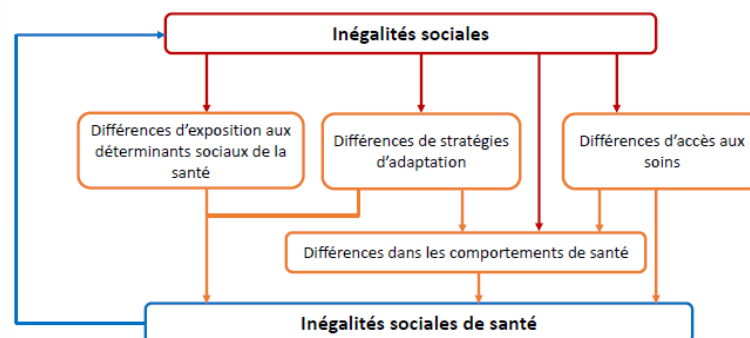 Inégalités sociales
Différences d'exposition aux
déterminants sociaux de la
santé
Différences de stratégies
d'adaptation
Différences d'accès aux
soins
Différences dans les comportements de santé
Inégalités sociales de santé